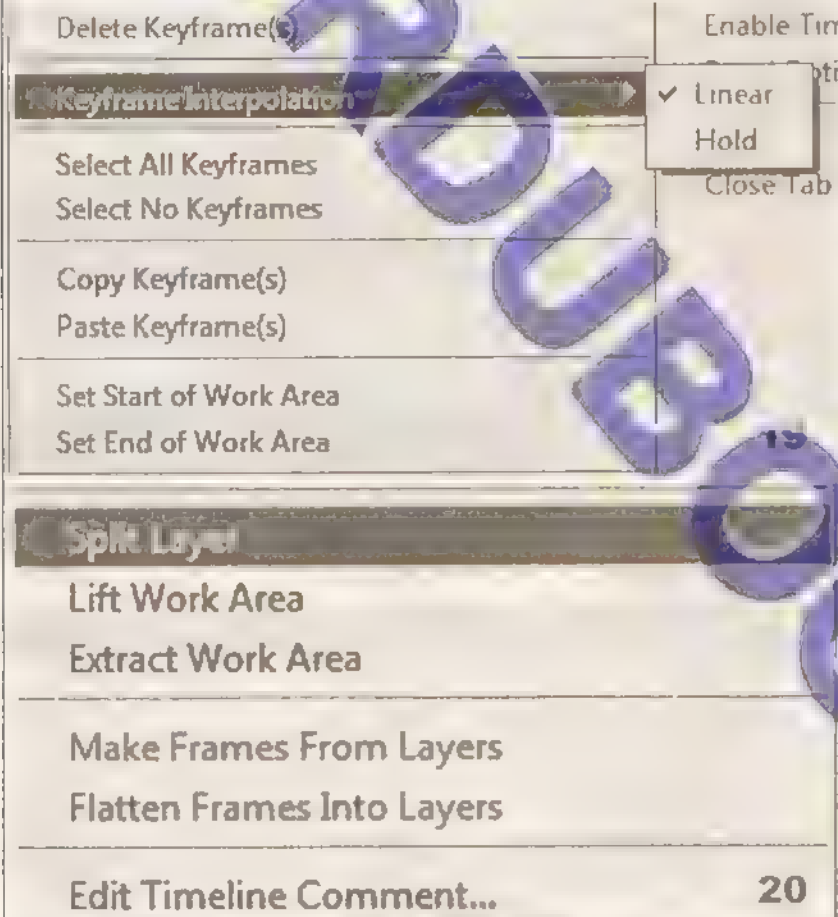 Delete Keyframe(s)
Keyframe Interpolation
Select All Keyframes
Select No Keyframes
Copy Keyframe(s)
Paste Keyframe(s)
Set Start of Work Area
Set End of Work Area
Enable
Linear
Hold
Close Tab
19
Split Layer
Lift Work Area
Extract Work Area
Make Frames From Layers
Flatten Frames Into Layers
Edit Timeline Comment...
20